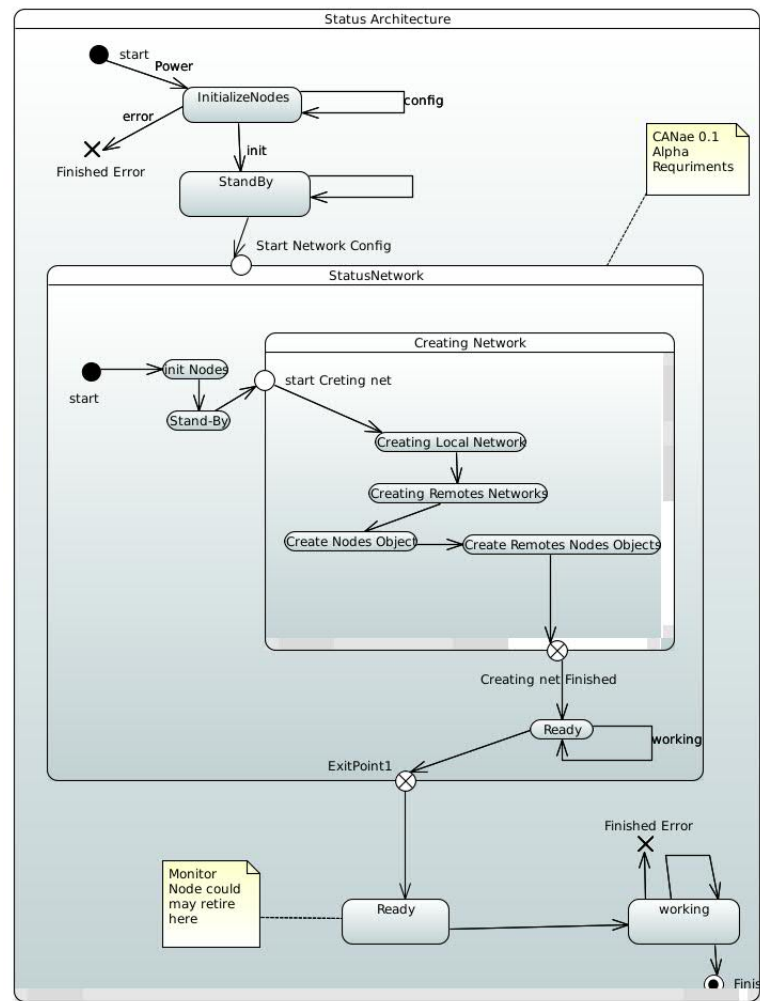 Status Architecture
start
Power
InitializeNodes
config
error
Finished Error
init
StandBy
CANae 0.1
Alpha
Requriments
Start Network Config
StatusNetwork
Creating Network
init Nodes
start
Stand-By
start Creting net
Creating Local Network
Creating Remotes Networks
Create Nodes Object
Create Remotes Nodes Objects
Creating net Finished
Ready
working
ExitPoint1
Finished Error
Monitor
Node could
may retire
here
Ready
working
Finis